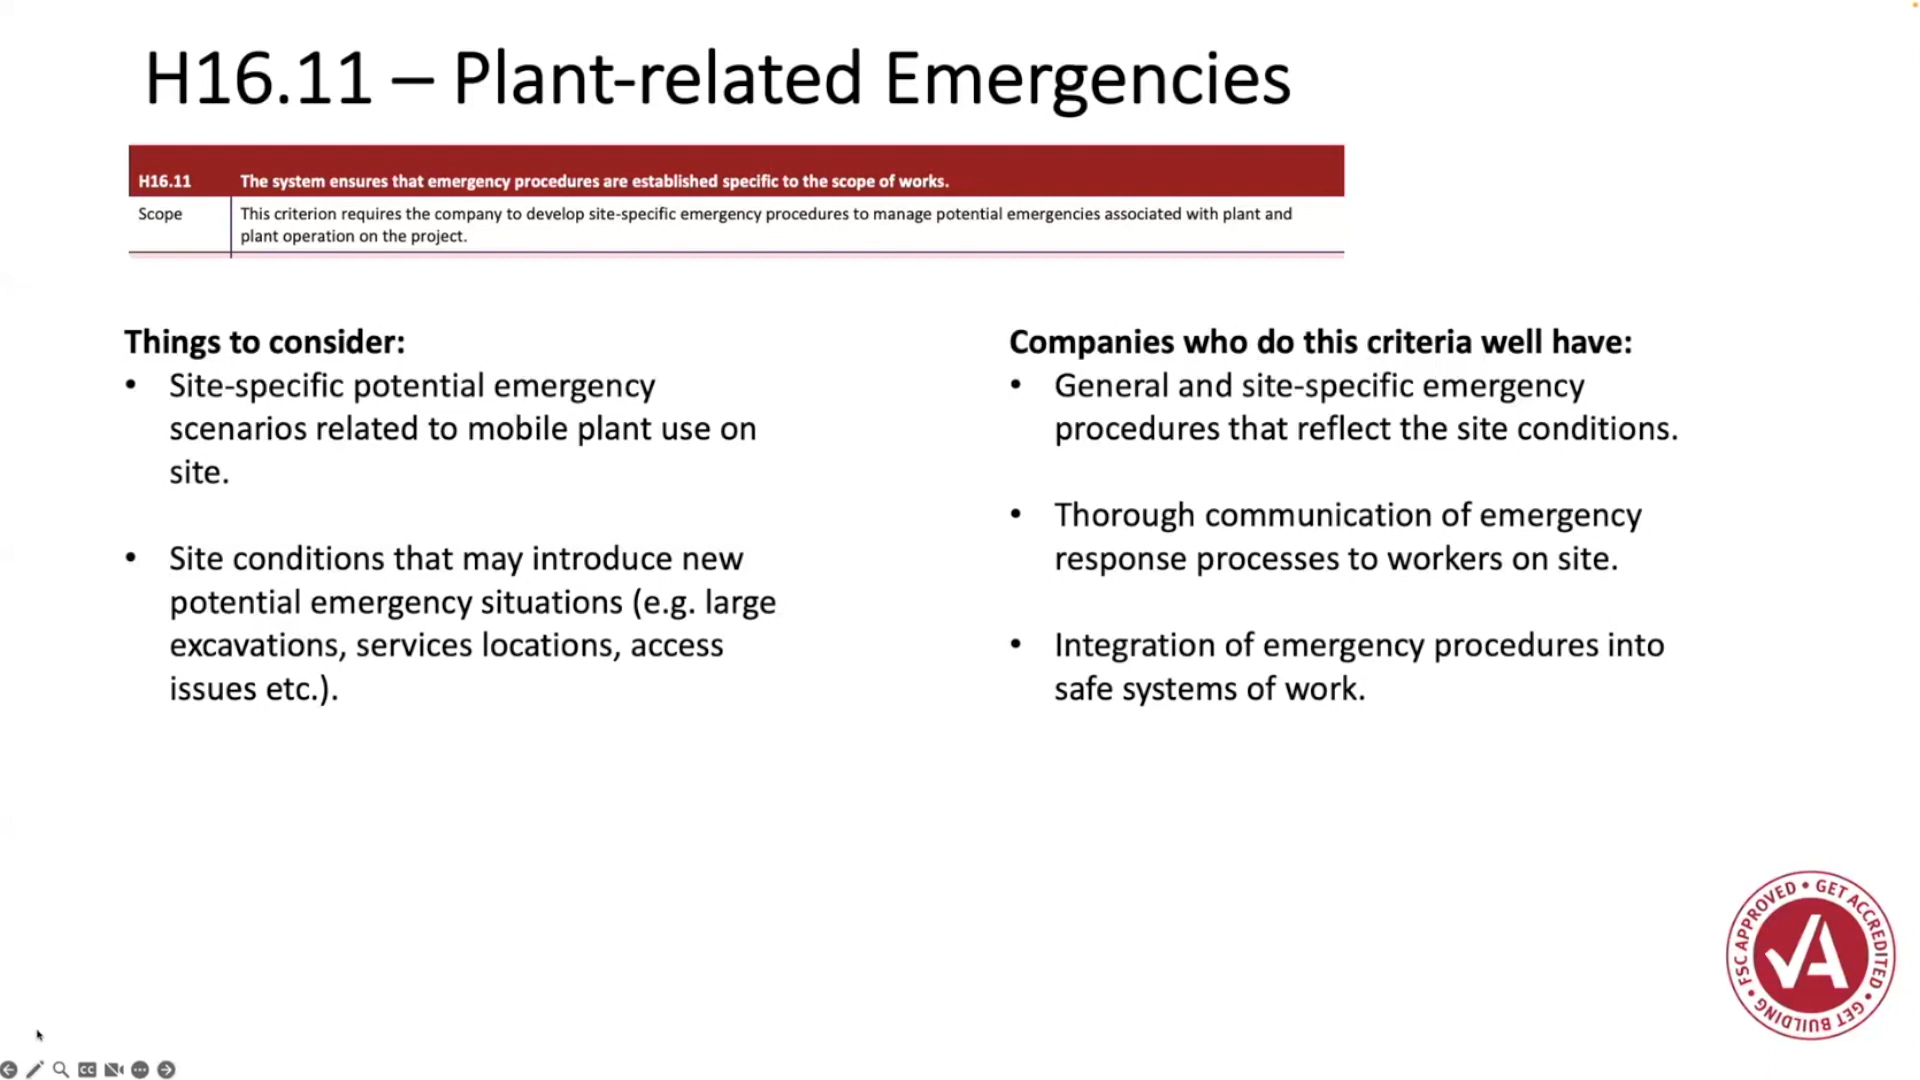 H16.11 – Plant-related Emergencies
H16.11 The system ensures that emergency procedures are established specific to the scope of works.
Scope This criterion requires the company to develop site-specific emergency procedures to manage potential emergencies associated with plant and
plant operation on the project.
Things to consider:
• Site-specific potential emergency
scenarios related to mobile plant use on
site.
• Site conditions that may introduce new
potential emergency situations (e.g. large
excavations, services locations, access
issues etc.).
Companies who do this criteria well have:
• General and site-specific emergency
procedures that reflect the site conditions.
• Thorough communication of emergency
response processes to workers on site.
• Integration of emergency procedures into
safe systems of work.
FSC APPROVED • GET ACCREDITED • GET BUILDING •
A
CC